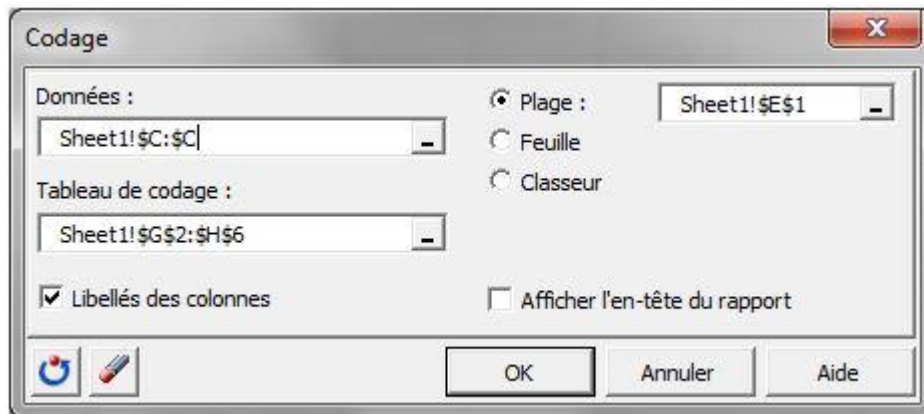 Codage
Données :
Sheet1!$C:$C
Tableau de codage :
Sheet1!$G$2:$H$6
Libellés des colonnes
Plage :
Sheet1!$E$1
Feuille
Classeur
Afficher l'en-tête du rapport
OK
Annuler
Aide